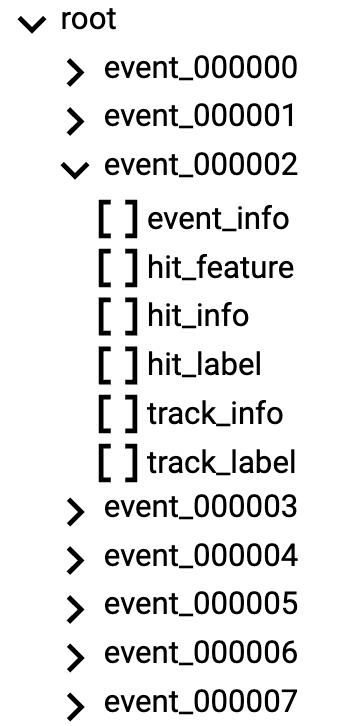 root
event_000000
event_000001
event_000002
[ ] event_info
[ ] hit_feature
[ ] hit_info
[ ] hit_label
[ ] track_info
[ ] track_label
event_000003
event_000004
event_000005
event_000006
event_000007